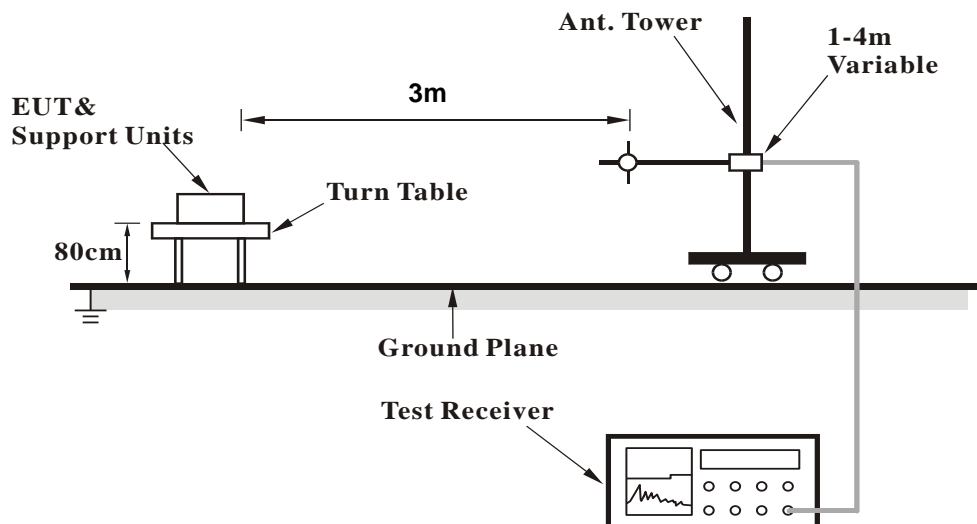 Ant. Tower
1-4m
Variable
3m
EUT&
Support Units
Turn Table
80cm
Ground Plane
Test Receiver